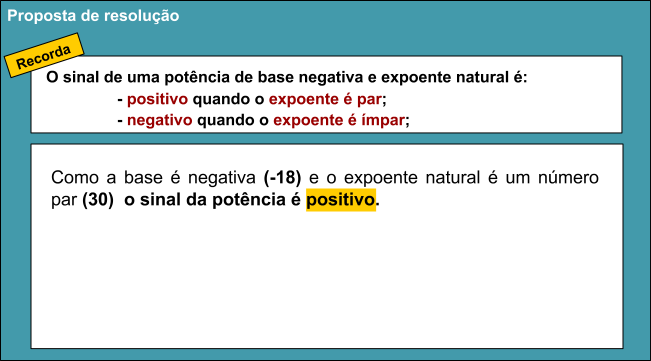 Proposta de resolução
Recorda
O sinal de uma potência de base negativa e expoente natural é:
- positivo quando o expoente é par;
- negativo quando o expoente é ímpar;
Como a base é negativa (-18) e o expoente natural é um número
par (30) o sinal da potência é positivo.